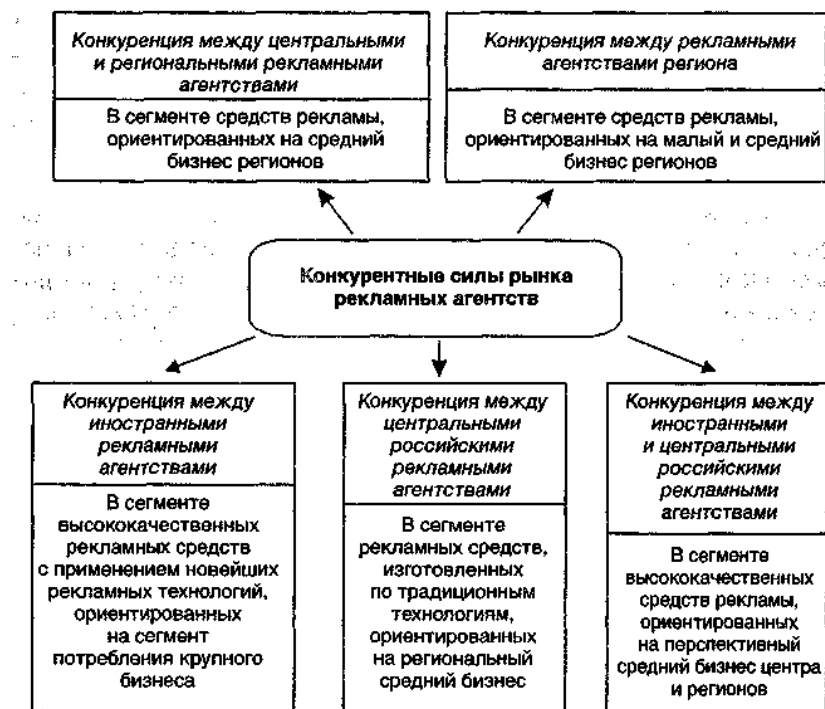 Конкуренция между центральными
и региональными рекламными
агентствами
В сегменте средств рекламы,
ориентированных на средний
бизнес регионов
Конкуренция между рекламными
агентствами региона
В сегменте средств рекламы,
ориентированных на малый и средний
бизнес регионов
Конкурентные силы рынка
рекламных агентств
Конкуренция между
иностранными
рекламными
агентствами
В сегменте
высококачественных
рекламных средств
с применением новейших
рекламных технологий,
ориентированных
на сегмент
потребления крупного
бизнеса
Конкуренция между
центральными
российскими
рекламными
агентствами
В сегменте
рекламных средств,
изготовленных
по традиционным
технологиям,
ориентированных
на региональный
средний бизнес
Конкуренция между
иностранными
и центральными
российскими
рекламными
агентствами
В сегменте
высококачественных
средств рекламы,
ориентированных
на перспективный
средний бизнес центра
и регионов